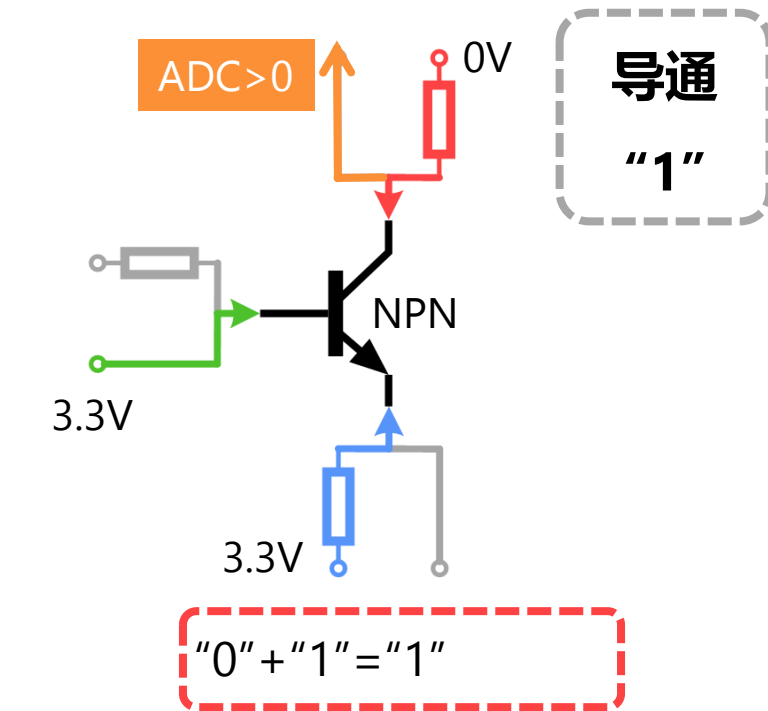 ADC>0
0V
导通
“1”
NPN
3.3V
3.3V
“0”+“1”=“1”